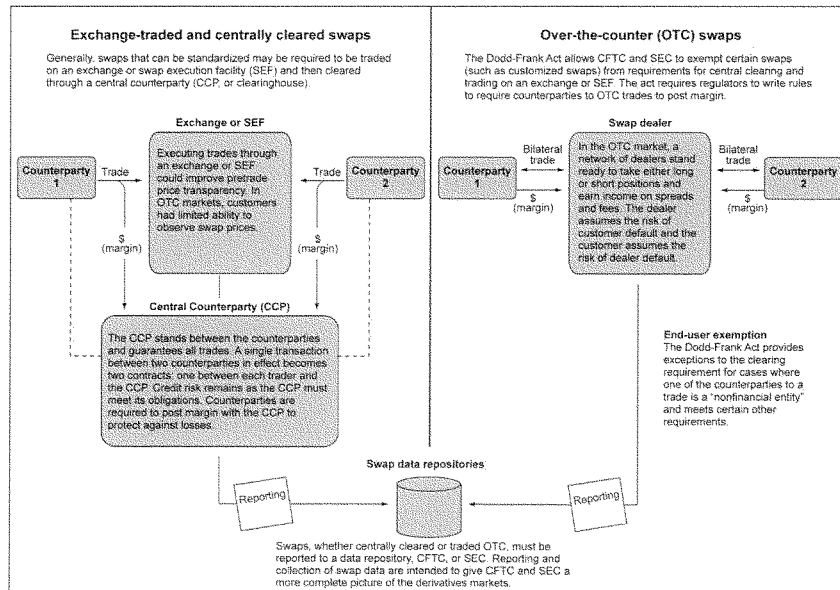 Exchange-traded and centrally cleared swaps
Generally, swaps that can be standardized may be required to be traded
on an exchange or swap execution facility (SEF) and then cleared
through a central counterparty (CCP, or clearinghouse).
Exchange or SEF
Executing trades through
an exchange or SEF
could improve pretrade
price transparency. In
OTC markets, customers
had limited ability to
observe swap prices.
Counterparty
1
Trade
Trade
Counterparty
2
$
(margin)
$
(margin)
Central Counterparty (CCP)
The CCP stands between the counterparties
and guarantees all trades. A single transaction
between two counterparties in effect becomes
two contracts: one between each trader and
the CCP. Credit risk remains as the CCP must
meet its obligations. Counterparties are
required to post margin with the CCP to
protect against losses.
Over-the-counter (OTC) swaps
The Dodd-Frank Act allows CFTC and SEC to exempt certain swaps
(such as customized swaps) from requirements for central clearing and
trading on an exchange or SEF. The act requires regulators to write rules
to require counterparties to OTC trades to post margin.
Swap dealer
In the OTC market, a
network of dealers stand
ready to take either long
or short positions and
earn income on spreads
and fees. The dealer
assumes the risk of
customer default and the
customer assumes the
risk of dealer default.
Counterparty
1
Bilateral
trade
$
(margin)
Bilateral
trade
$
(margin)
Counterparty
2
End-user exemption
The Dodd-Frank Act provides
exceptions to the clearing
requirement for cases where
one of the counterparties to a
trade is a "nonfinancial entity"
and meets certain other
requirements.
Swap data repositories
Reporting
Reporting
Swaps, whether centrally cleared or traded OTC, must be
reported to a data repository, CFTC, or SEC. Reporting and
collection of swap data are intended to give CFTC and SEC a
more complete picture of the derivatives markets.